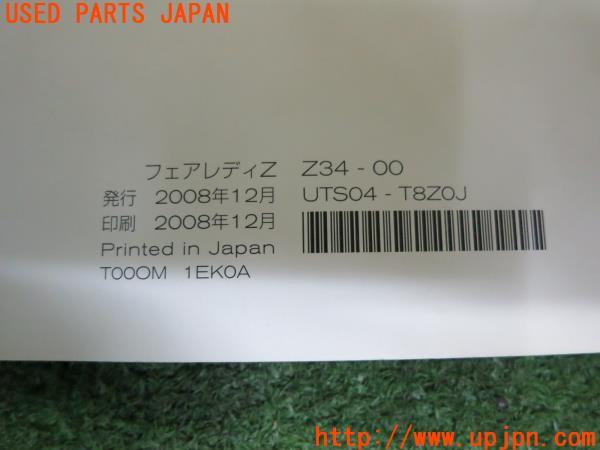 USED PARTS JAPAN
フェアレディZ Z34-00
発行 2008年12月 UTS04-T8Z0J
印刷 2008年12月
Printed in Japan
T00OM 1EK0A
http://www.upjpn.com/